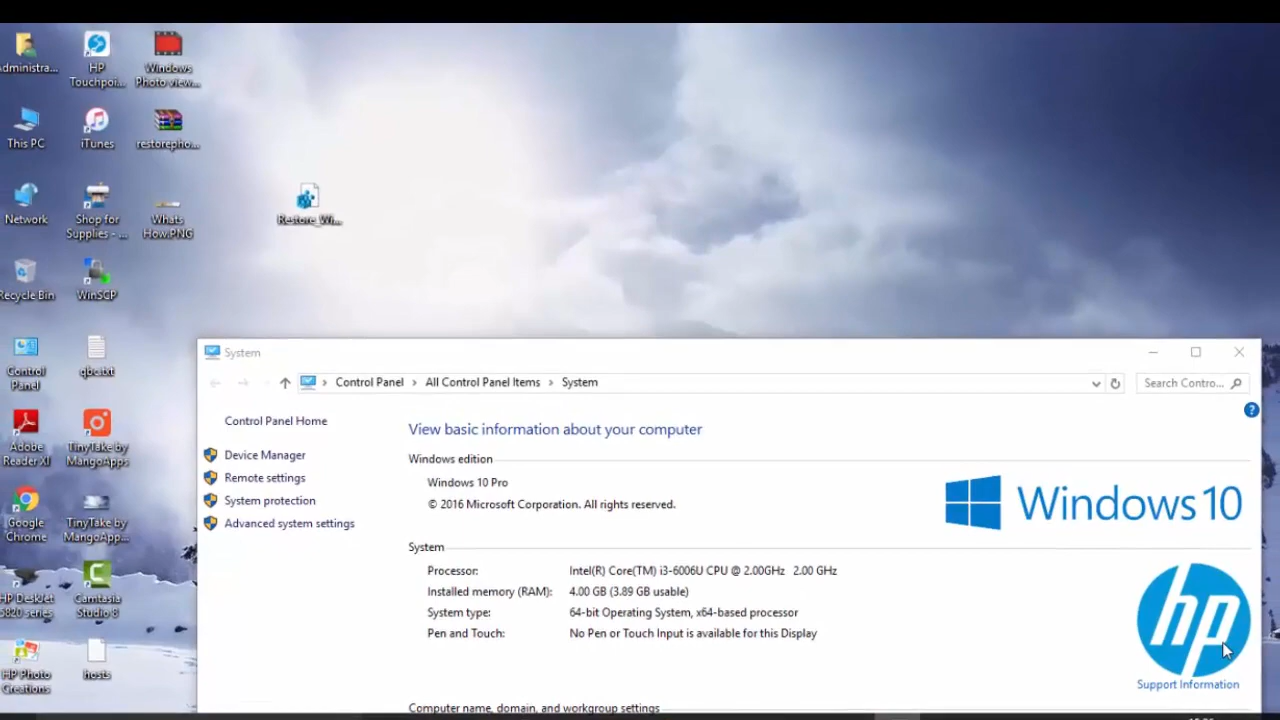 Administra...
HP
Touchpoi...
Windows
Photo view...
This PC
iTunes
restorepho...
Network
Shop for
Supplies - ...
Whats
How.PNG
Restore_Wi...
Recycle Bin
WinSCP
Control
Panel
qbc.txt
Adobe
Reader XI
TinyTake by
MangoApps
Google
Chrome
TinyTake by
MangoApp...
HP DeskJet
5820 series
Camtasia
Studio 8
HP Photo
Creations
hosts
System
Control Panel > All Control Panel Items > System
Search Contro...
Control Panel Home
Device Manager
Remote settings
System protection
Advanced system settings
View basic information about your computer
Windows edition
Windows 10 Pro
© 2016 Microsoft Corporation. All rights reserved.
Windows 10
System
Processor: Intel(R) Core(TM) i3-6006U CPU @ 2.00GHz 2.00 GHz
Installed memory (RAM): 4.00 GB (3.89 GB usable)
System type: 64-bit Operating System, x64-based processor
Pen and Touch: No Pen or Touch Input is available for this Display
hp
Support Information
Computer name, domain, and workgroup settings